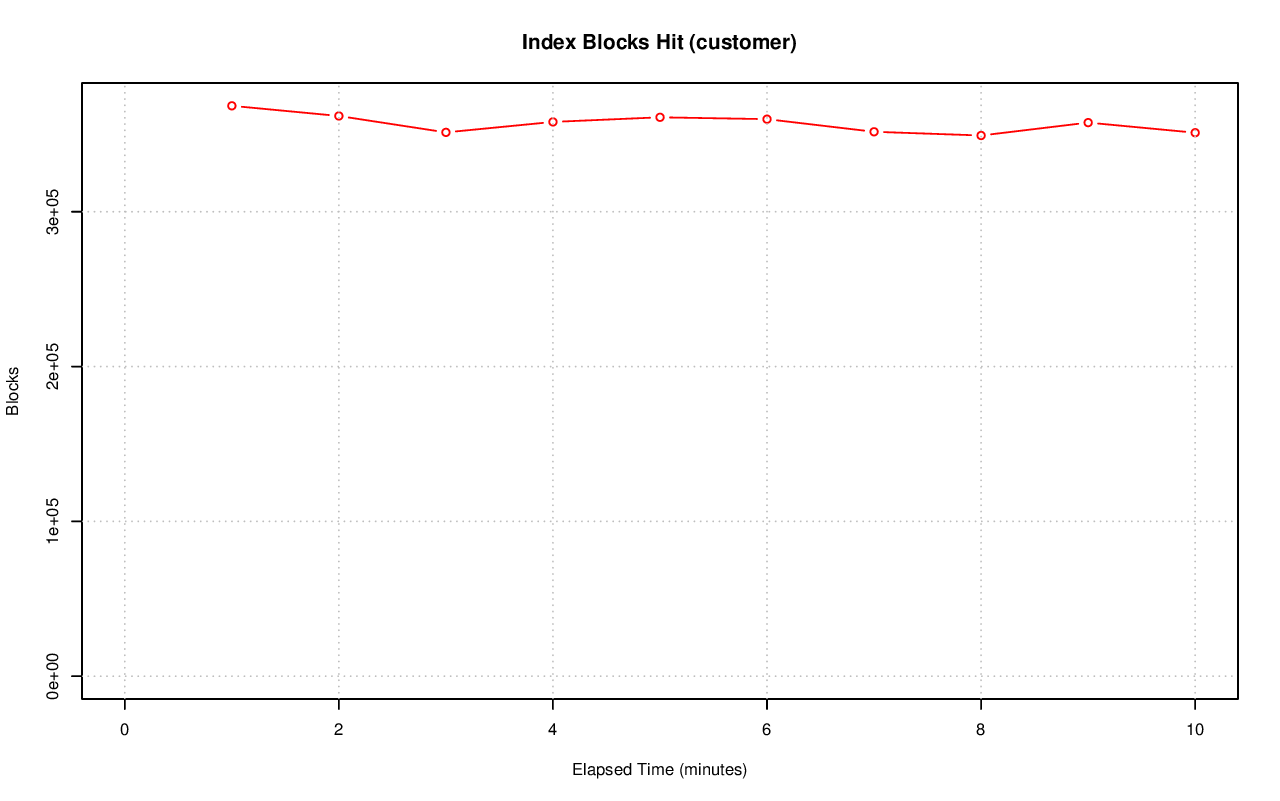 Index Blocks Hit (customer)
Blocks
3e+05
2e+05
1e+05
0e+00
0 2 4 6 8 10
Elapsed Time (minutes)